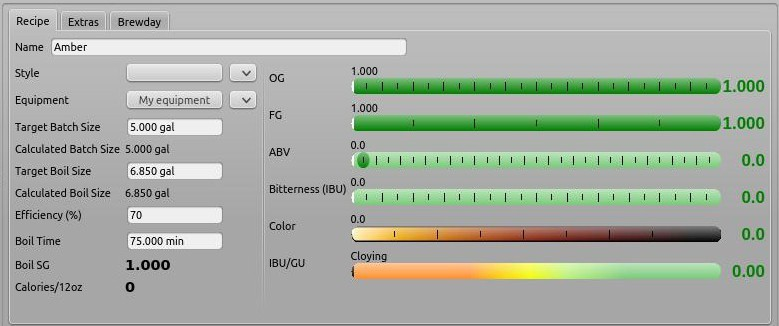 Recipe Extras Brewday
Name Amber
Style
Equipment My equipment
Target Batch Size 5.000 gal
Calculated Batch Size 5.000 gal
Target Boil Size 6.850 gal
Calculated Boil Size 6.850 gal
Efficiency (%) 70
Boil Time 75.000 min
Boil SG 1.000
Calories/12oz 0
OG 1.000 1.000
FG 1.000 1.000
ABV 0.0 0.0
Bitterness (IBU) 0.0 0.0
Color 0.0 0.0
IBU/GU Cloying 0.00